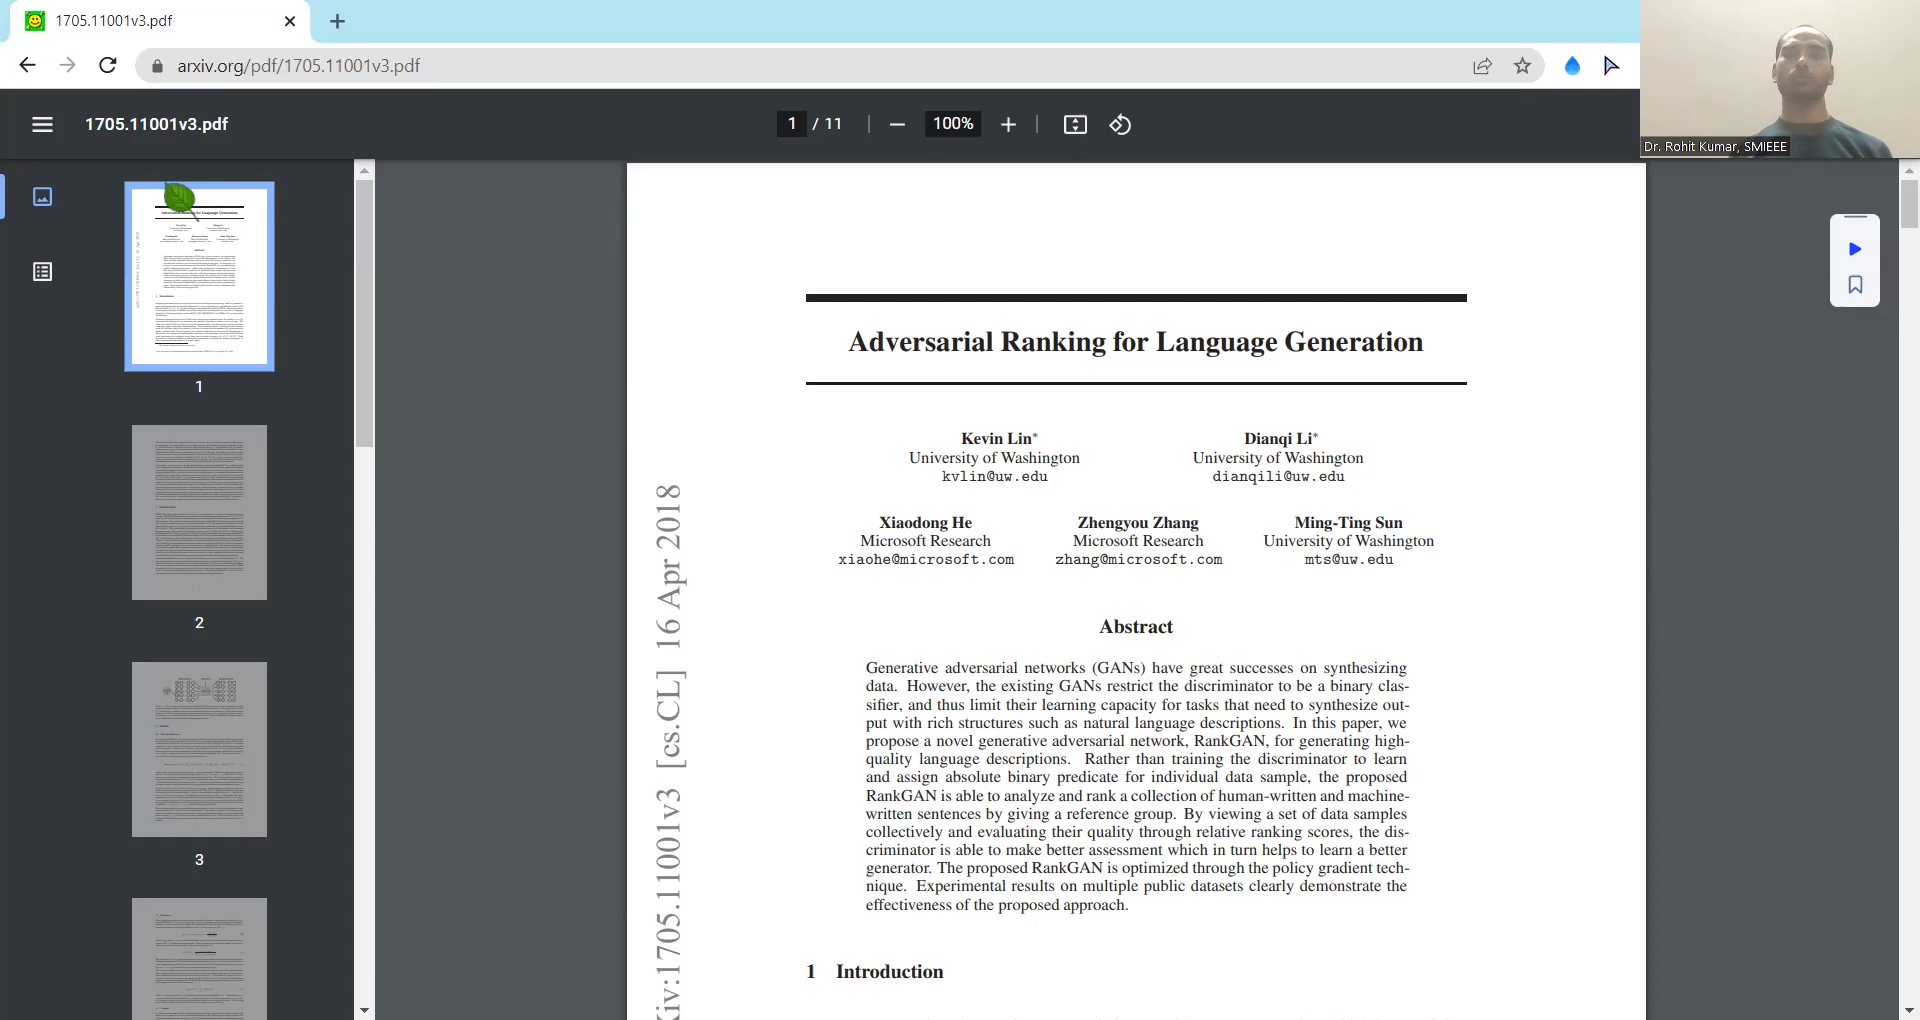 1705.11001v3.pdf
arxiv.org/pdf/1705.11001v3.pdf
1705.11001v3.pdf
1 / 11
100%
Dr. Rohit Kumar, SMIEEE
Adversarial Ranking for Language Generation
1
2
3
Adversarial Ranking for Language Generation
Kevin Lin* Dianqi Li*
University of Washington University of Washington
kvlin@uw.edu dianqili@uw.edu
Xiaodong He Zhengyou Zhang Ming-Ting Sun
Microsoft Research Microsoft Research University of Washington
xiaohe@microsoft.com zhang@microsoft.com mts@uw.edu
Xiv:1705.11001v3 [cs.CL] 16 Apr 2018
Abstract
Generative adversarial networks (GANs) have great successes on synthesizing
data. However, the existing GANs restrict the discriminator to be a binary clas-
sifier, and thus limit their learning capacity for tasks that need to synthesize out-
put with rich structures such as natural language descriptions. In this paper, we
propose a novel generative adversarial network, RankGAN, for generating high-
quality language descriptions. Rather than training the discriminator to learn
and assign absolute binary predicate for individual data sample, the proposed
RankGAN is able to analyze and rank a collection of human-written and machine-
written sentences by giving a reference group. By viewing a set of data samples
collectively and evaluating their quality through relative ranking scores, the dis-
criminator is able to make better assessment which in turn helps to learn a better
generator. The proposed RankGAN is optimized through the policy gradient tech-
nique. Experimental results on multiple public datasets clearly demonstrate the
effectiveness of the proposed approach.
1 Introduction